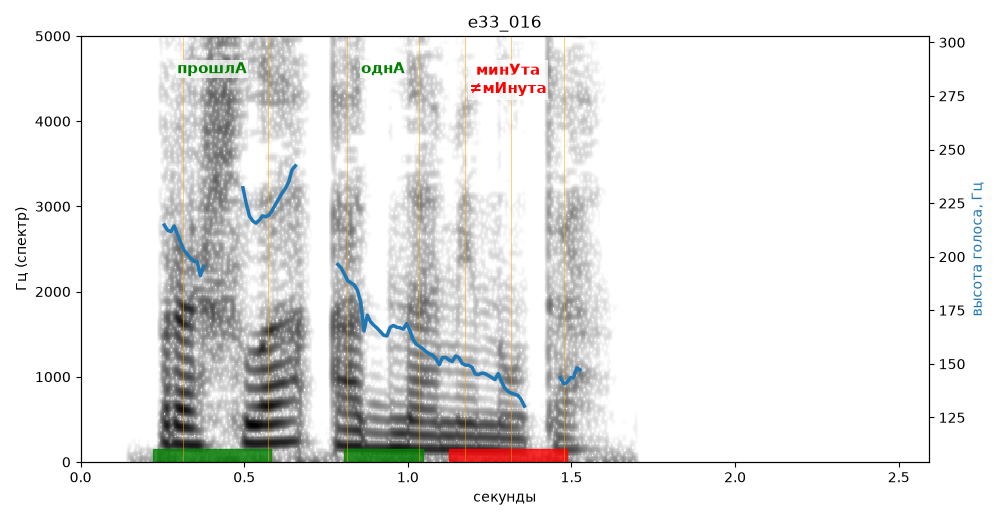 e33_016
5000
4000
3000
2000
1000
0
Гц (спектр)
прошлА
однА
минУта
≠мИнута
300
275
250
225
200
175
150
125
высота голоса, Гц
0.0 0.5 1.0 1.5 2.0 2.5
секунды